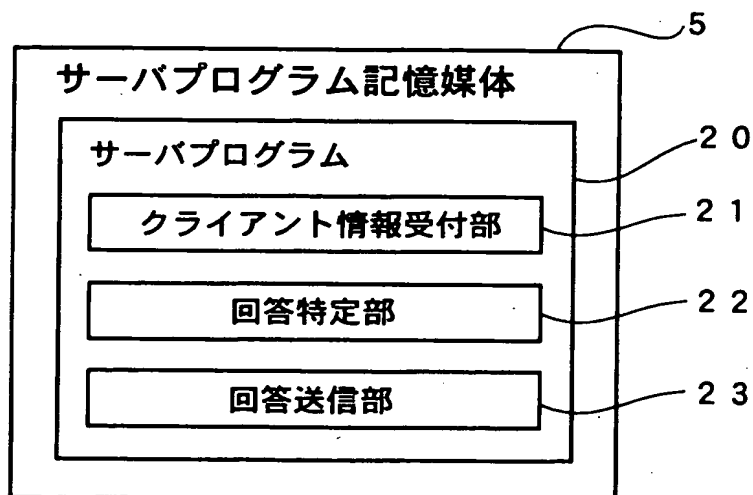 5
サーバプログラム記憶媒体
サーバプログラム
20
クライアント情報受付部
21
回答特定部
22
回答送信部
23